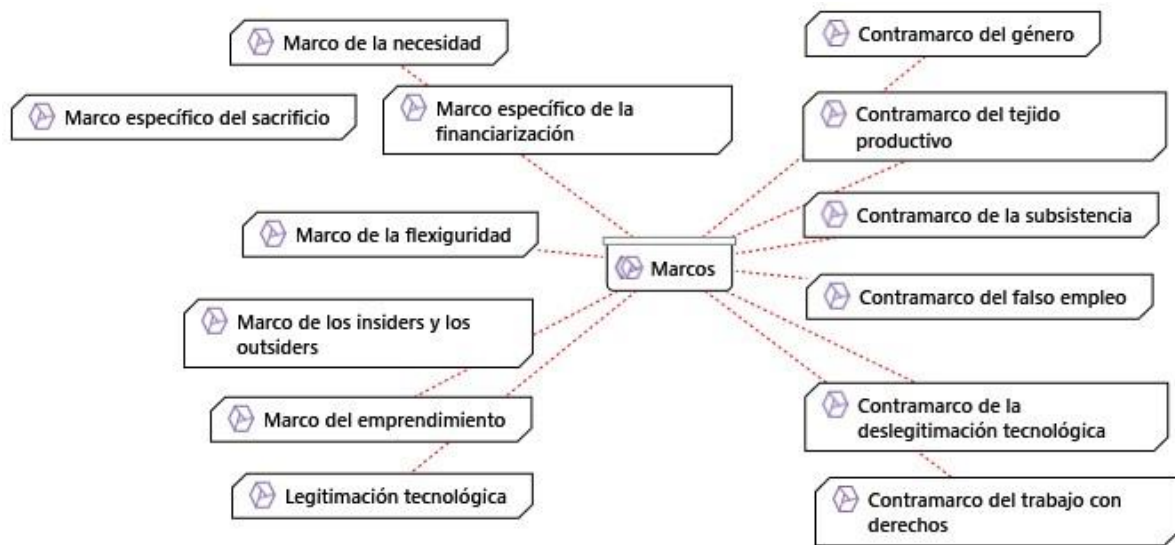 Marco de la necesidad
Marco específico del sacrificio
Marco específico de la
financiarización
Marco de la flexiguridad
Marco de los insiders y los
outsiders
Marco del emprendimiento
Legitimación tecnológica
Marcos
Contramarco del género
Contramarco del tejido
productivo
Contramarco de la subsistencia
Contramarco del falso empleo
Contramarco de la
deslegitimación tecnológica
Contramarco del trabajo con
derechos